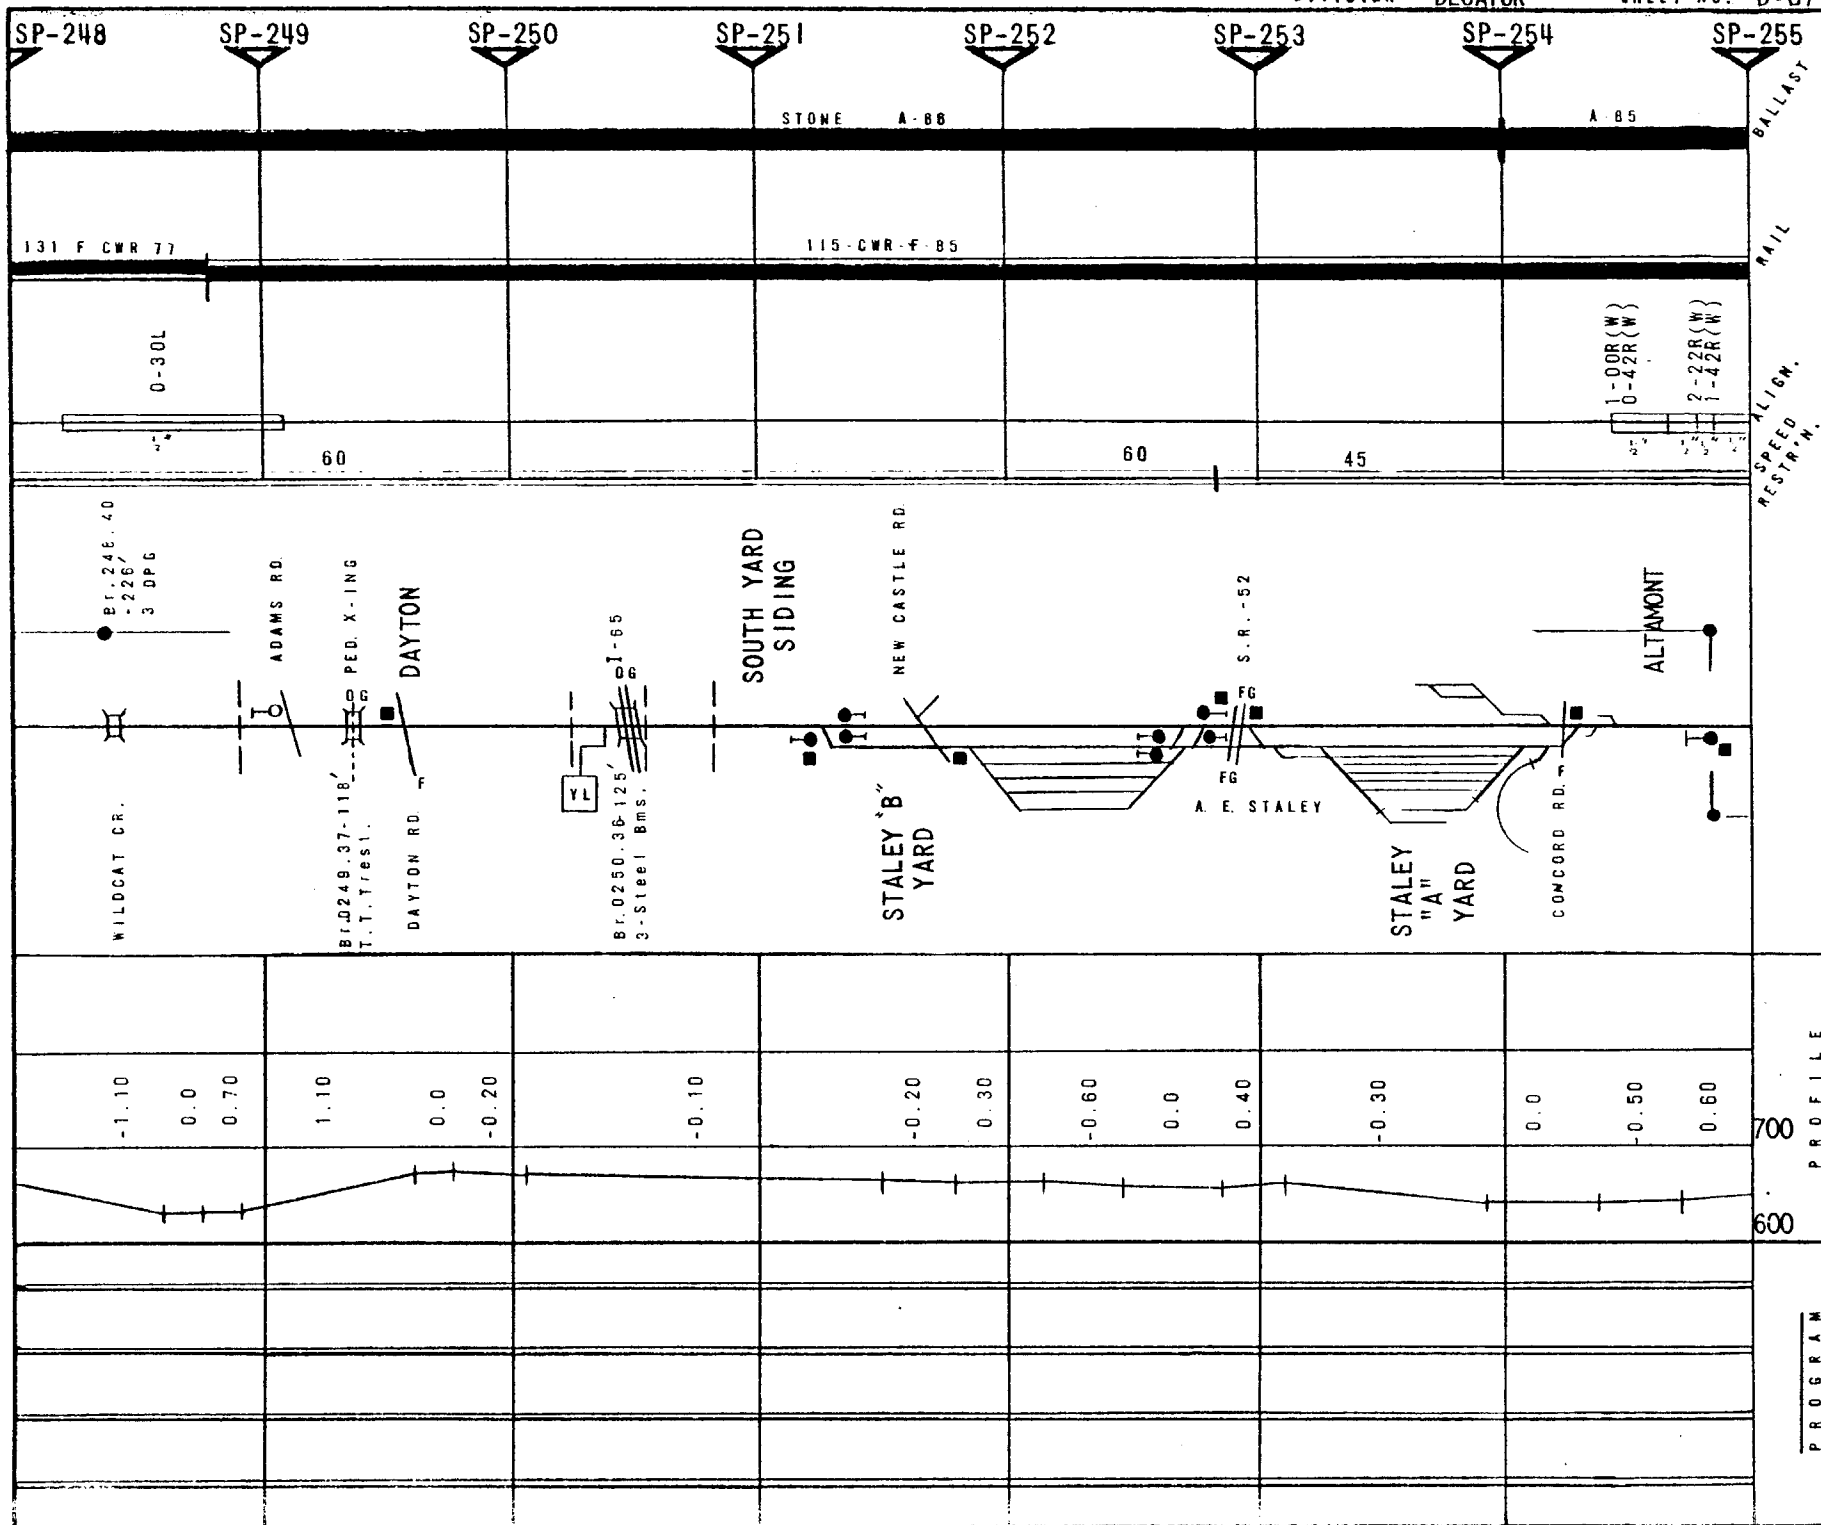 DECATUR
SP-248 SP-249 SP-250 SP-251 SP-252 SP-253 SP-254 SP-255
STONE A-86 A-85
BALLAST
131 F CWR 77 115-CWR-F-85
RAIL
0-30L
1-00R(W)
0-42R(W)
2-22R(W)
1-42R(W)
ALIGN.
60 60 45
SPEED
RESTR'N.
Br.248.40
-226'
3 DPG
ADAMS RD.
PED. X-ING
DAYTON
I-65
SOUTH YARD
SIDING
NEW CASTLE RD.
S.R.-52
ALTAMONT
OG
OG
FG
F
YL
FG
F
WILDCAT CR.
Br.0249.37-118'
T.T.Trest.
DAYTON RD.
Br.0250.36-125'
3-Steel Bms.
STALEY "B"
YARD
A. E. STALEY
STALEY
"A"
YARD
CONCORD RD.
-1.10 0.0 0.70 1.10 0.0 -0.20 -0.10 -0.20 0.30 -0.60 0.0 0.40 -0.30 0.0 -0.50 0.60
700
600
PROFILE
PROGRAM